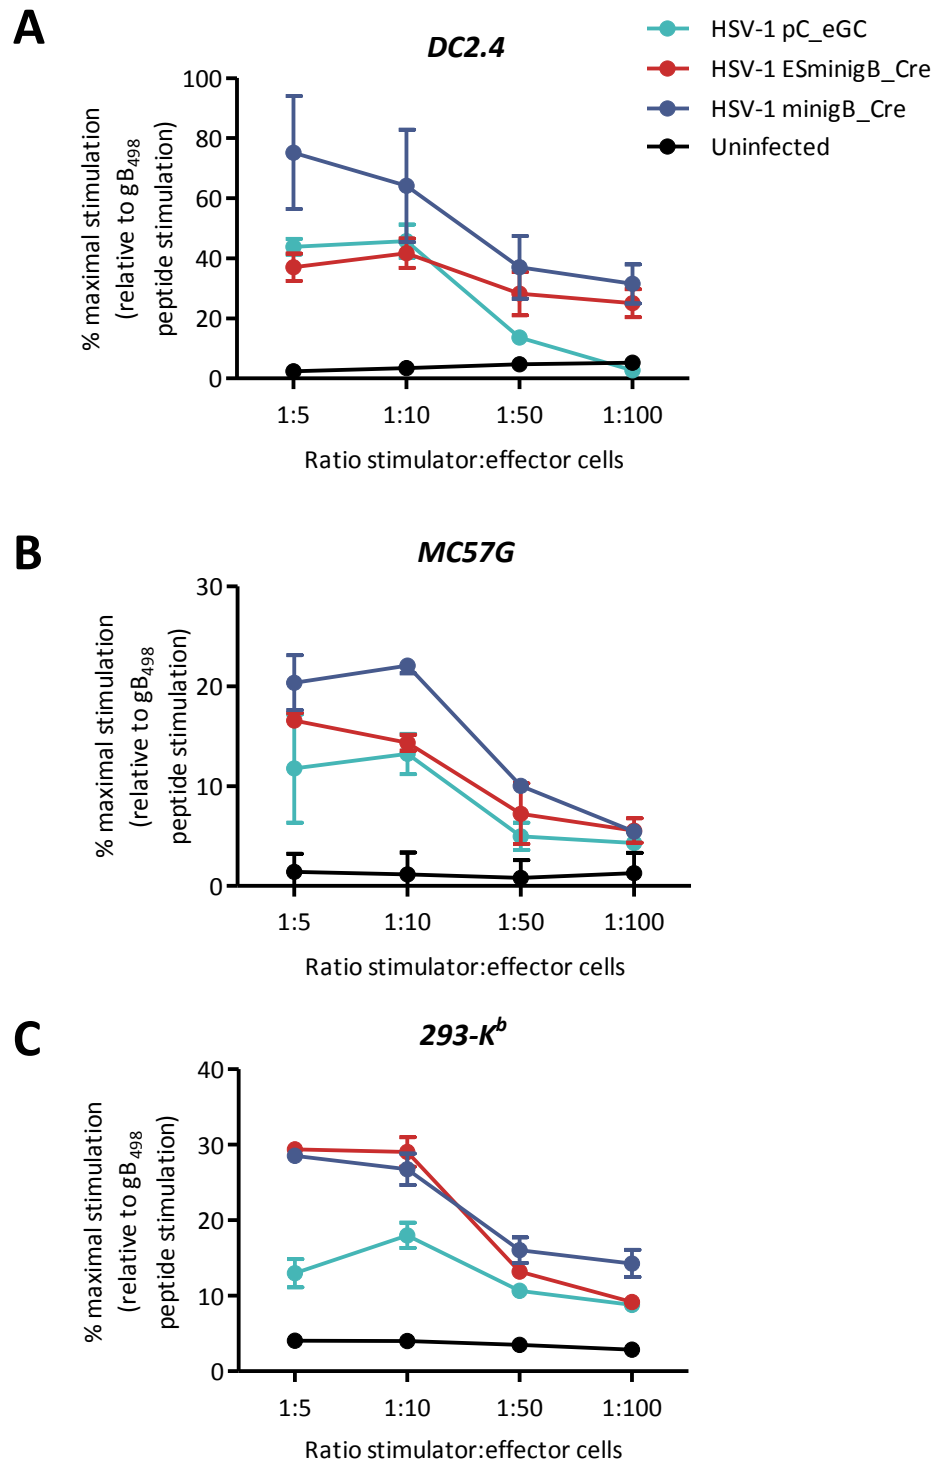 A
DC2.4
HSV-1 pC_eGC
HSV-1 ESminigB_Cre
HSV-1 minigB_Cre
Uninfected
% maximal stimulation
(relative to gB498
peptide stimulation)
100
80
60
40
20
0
1:5 1:10 1:50 1:100
Ratio stimulator:effector cells
B
MC57G
% maximal stimulation
(relative to gB498
peptide stimulation)
30
20
10
0
1:5 1:10 1:50 1:100
Ratio stimulator:effector cells
C
293-Kb
% maximal stimulation
(relative to gB498
peptide stimulation)
40
30
20
10
0
1:5 1:10 1:50 1:100
Ratio stimulator:effector cells